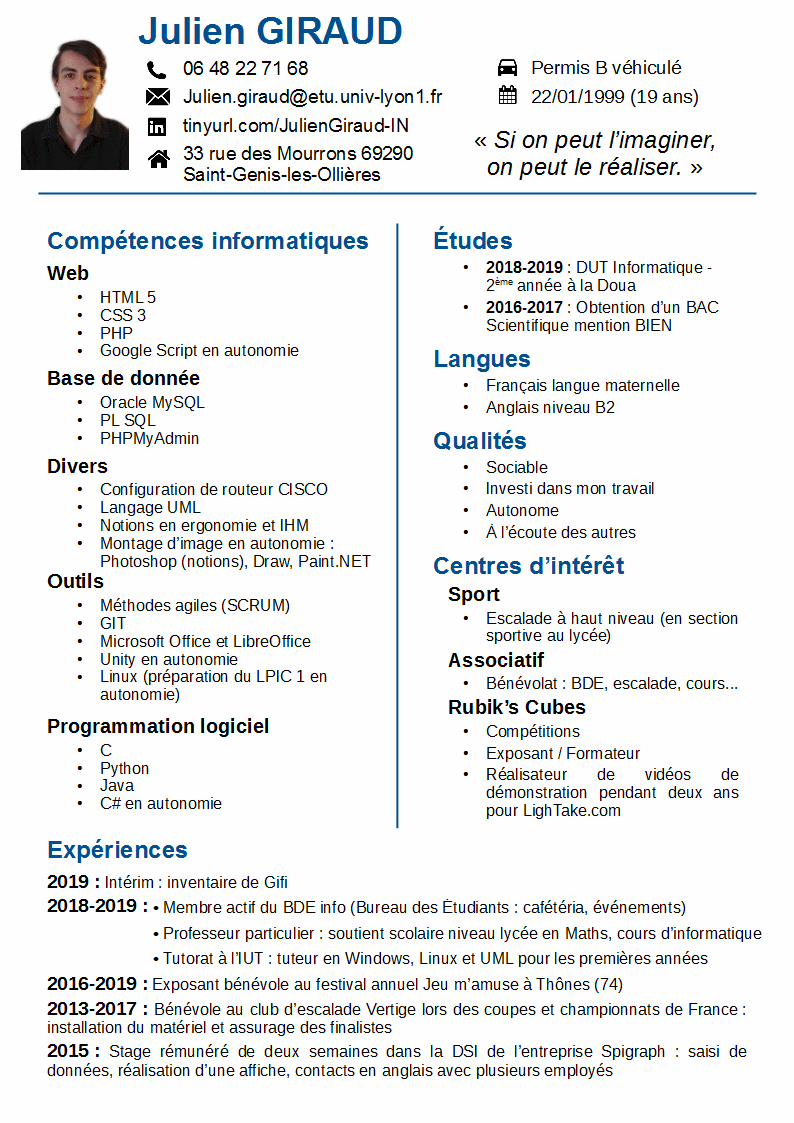 Julien GIRAUD
06 48 22 71 68
Julien.giraud@etu.univ-lyon1.fr
tinyurl.com/JulienGiraud-IN
33 rue des Mourrons 69290
Saint-Genis-les-Ollières
Permis B véhiculé
22/01/1999 (19 ans)
« Si on peut l’imaginer,
on peut le réaliser. »
Compétences informatiques
Web
• HTML 5
• CSS 3
• PHP
• Google Script en autonomie
Base de donnée
• Oracle MySQL
• PL SQL
• PHPMyAdmin
Divers
• Configuration de routeur CISCO
• Langage UML
• Notions en ergonomie et IHM
• Montage d’image en autonomie :
Photoshop (notions), Draw, Paint.NET
Outils
• Méthodes agiles (SCRUM)
• GIT
• Microsoft Office et LibreOffice
• Unity en autonomie
• Linux (préparation du LPIC 1 en
autonomie)
Programmation logiciel
• C
• Python
• Java
• C# en autonomie
Études
• 2018-2019 : DUT Informatique -
2ème année à la Doua
• 2016-2017 : Obtention d’un BAC
Scientifique mention BIEN
Langues
• Français langue maternelle
• Anglais niveau B2
Qualités
• Sociable
• Investi dans mon travail
• Autonome
• À l’écoute des autres
Centres d’intérêt
Sport
• Escalade à haut niveau (en section
sportive au lycée)
Associatif
• Bénévolat : BDE, escalade, cours...
Rubik’s Cubes
• Compétitions
• Exposant / Formateur
• Réalisateur de vidéos de
démonstration pendant deux ans
pour LighTake.com
Expériences
2019 : Intérim : inventaire de Gifi
2018-2019 : • Membre actif du BDE info (Bureau des Étudiants : cafétéria, événements)
• Professeur particulier : soutient scolaire niveau lycée en Maths, cours d’informatique
• Tutorat à l’IUT : tuteur en Windows, Linux et UML pour les premières années
2016-2019 : Exposant bénévole au festival annuel Jeu m’amuse à Thônes (74)
2013-2017 : Bénévole au club d’escalade Vertige lors des coupes et championnats de France :
installation du matériel et assurage des finalistes
2015 : Stage rémunéré de deux semaines dans la DSI de l’entreprise Spigraph : saisi de
données, réalisation d’une affiche, contacts en anglais avec plusieurs employés